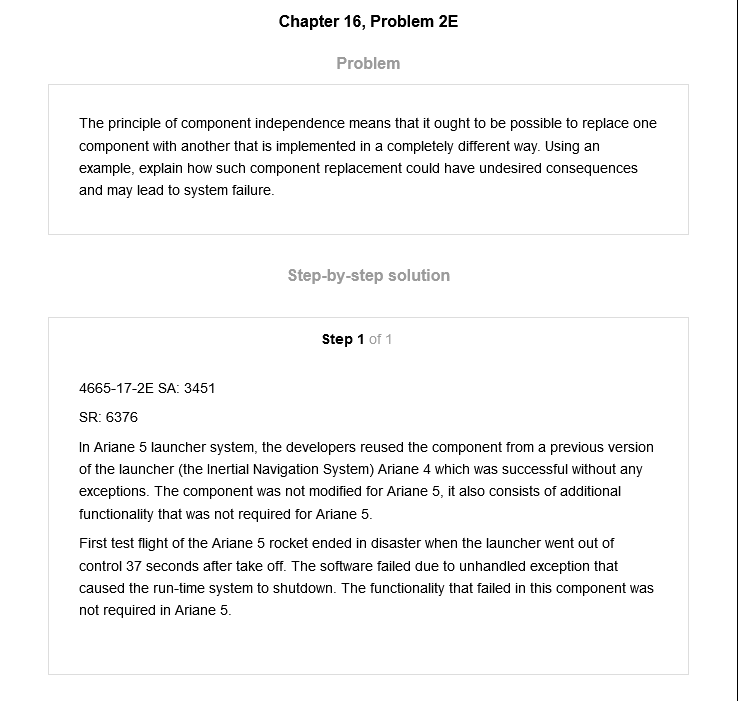 Chapter 16, Problem 2E
Problem
The principle of component independence means that it ought to be possible to replace one
component with another that is implemented in a completely different way. Using an
example, explain how such component replacement could have undesired consequences
and may lead to system failure.
Step-by-step solution
Step 1 of 1
4665-17-2E SA: 3451
SR: 6376
In Ariane 5 launcher system, the developers reused the component from a previous version
of the launcher (the Inertial Navigation System) Ariane 4 which was successful without any
exceptions. The component was not modified for Ariane 5, it also consists of additional
functionality that was not required for Ariane 5.
First test flight of the Ariane 5 rocket ended in disaster when the launcher went out of
control 37 seconds after take off. The software failed due to unhandled exception that
caused the run-time system to shutdown. The functionality that failed in this component was
not required in Ariane 5.